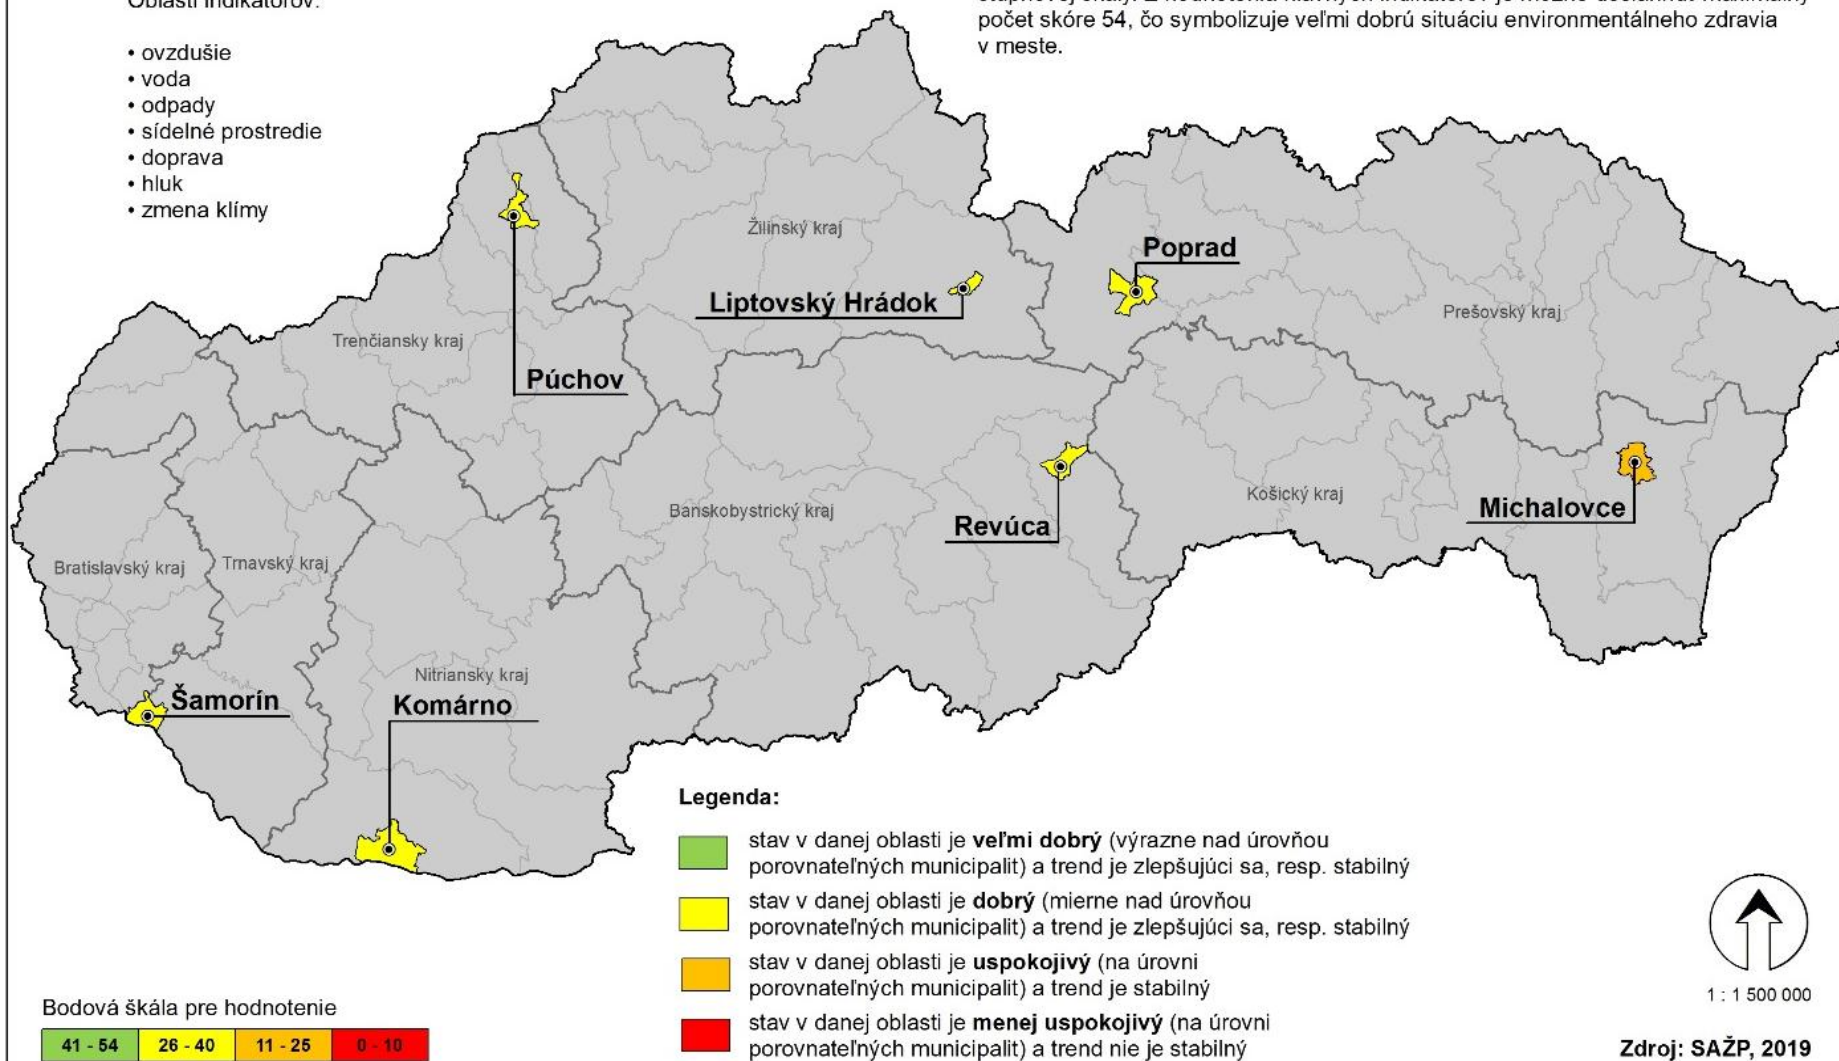 Oblasti indikátorov:
• ovzdušie
• voda
• odpady
• sídelné prostredie
• doprava
• hluk
• zmena klímy
počet skóre 54, čo symbolizuje veľmi dobrú situáciu environmentálneho zdravia
v meste.
Žilinský kraj
Poprad
Liptovský Hrádok
Prešovský kraj
Trenčiansky kraj
Púchov
Košický kraj
Michalovce
Banskobystrický kraj
Revúca
Bratislavský kraj
Trnavský kraj
Nitriansky kraj
Šamorín
Komárno
Legenda:
stav v danej oblasti je veľmi dobrý (výrazne nad úrovňou
porovnateľných municipalit) a trend je zlepšujúci sa, resp. stabilný
stav v danej oblasti je dobrý (mierne nad úrovňou
porovnateľných municipalit) a trend je zlepšujúci sa, resp. stabilný
stav v danej oblasti je uspokojivý (na úrovni
porovnateľných municipalit) a trend je stabilný
stav v danej oblasti je menej uspokojivý (na úrovni
porovnateľných municipalit) a trend nie je stabilný
Bodová škála pre hodnotenie
41 - 54 26 - 40 11 - 25 0 - 10
1 : 1 500 000
Zdroj: SAŽP, 2019